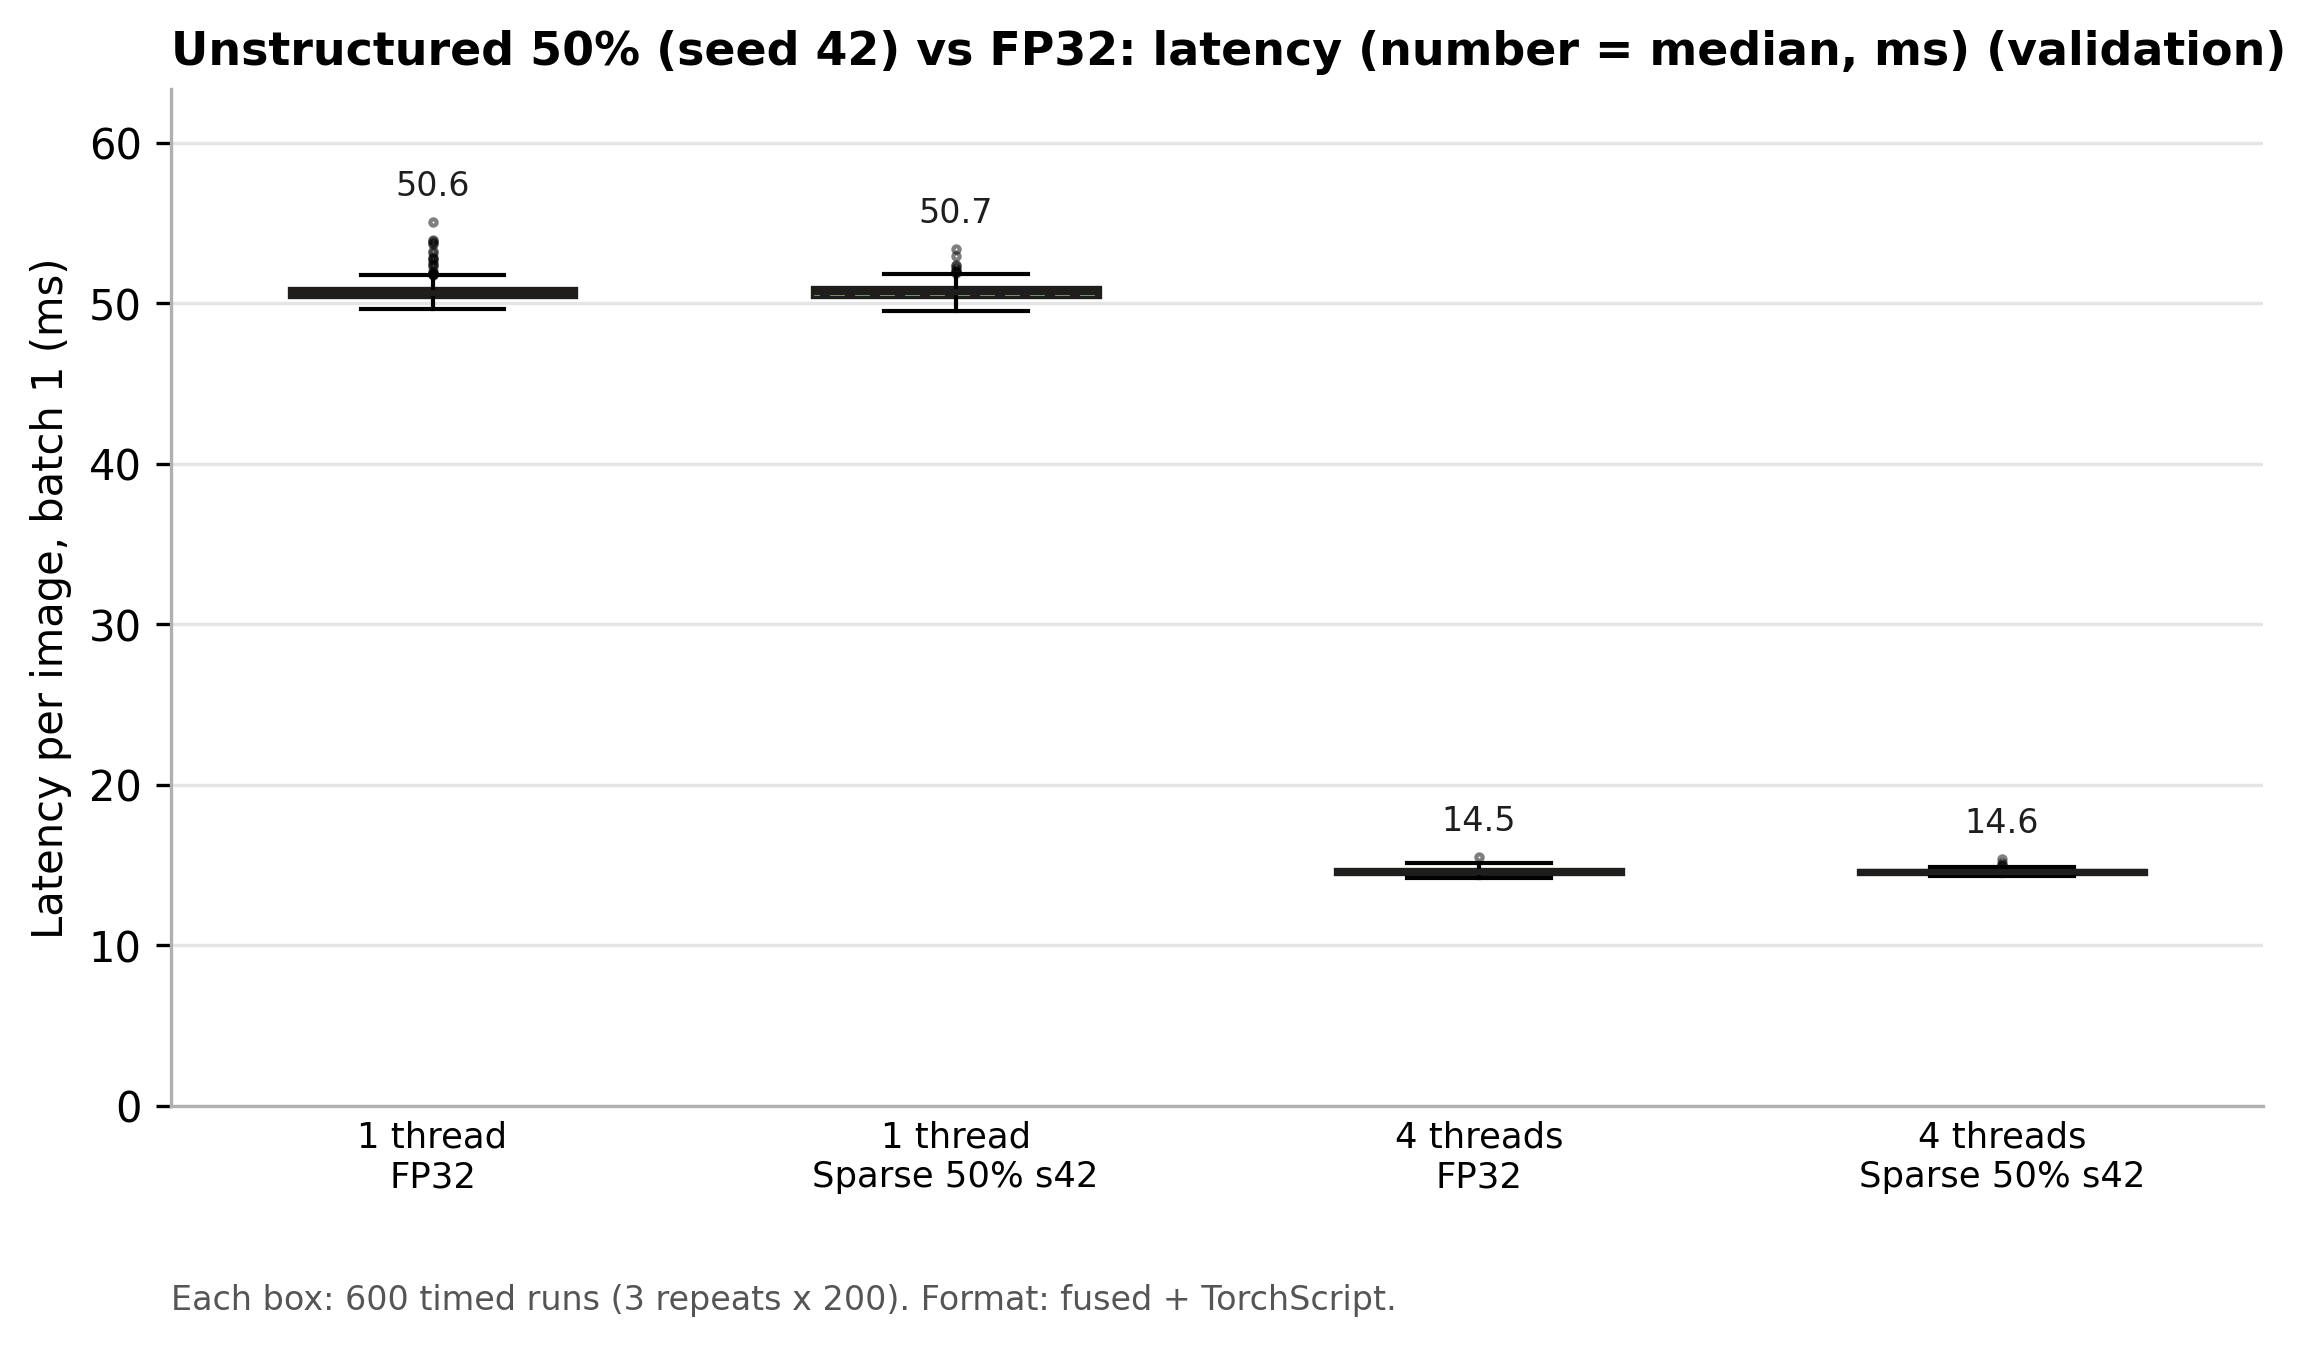 Unstructured 50% (seed 42) vs FP32: latency (number = median, ms) (validation)
Latency per image, batch 1 (ms)
60
50
40
30
20
10
0
50.6
50.7
14.5
14.6
1 thread
FP32
1 thread
Sparse 50% s42
4 threads
FP32
4 threads
Sparse 50% s42
Each box: 600 timed runs (3 repeats x 200). Format: fused + TorchScript.